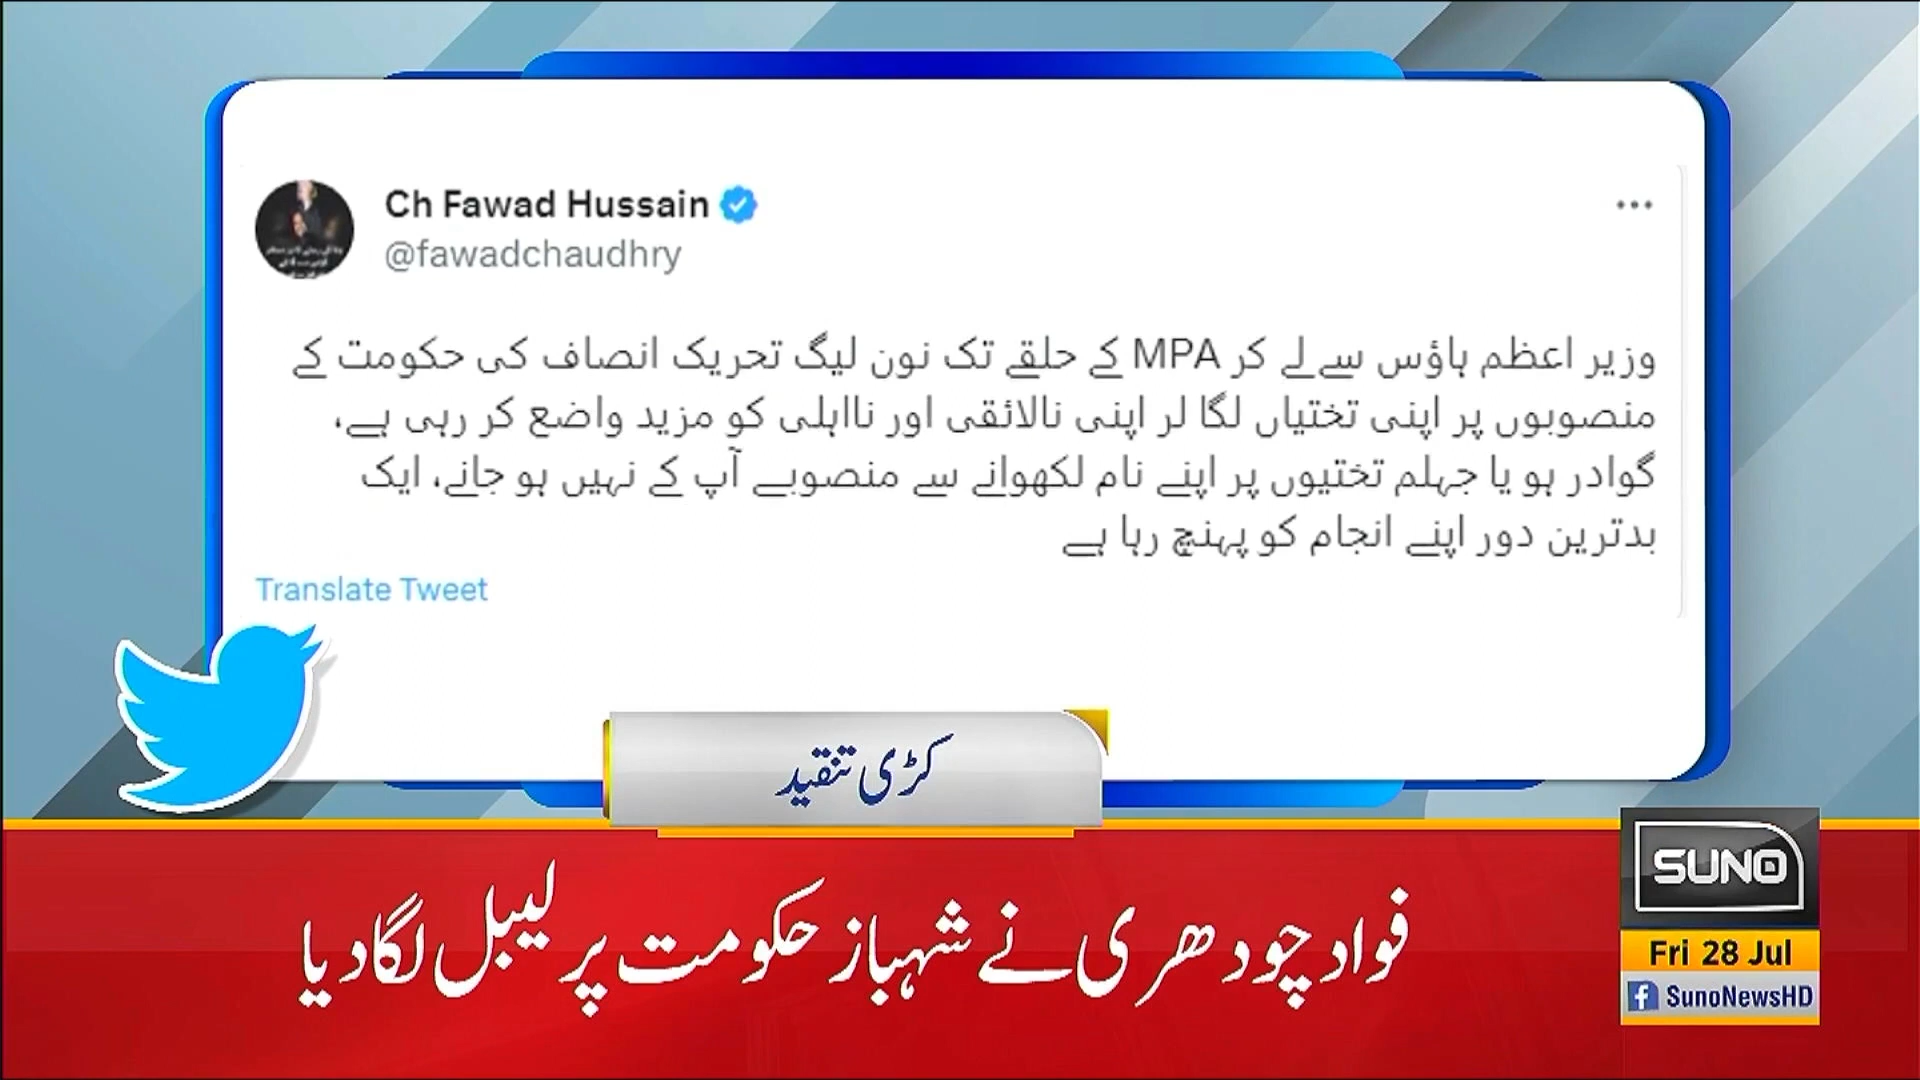 Ch Fawad Hussain
@fawadchaudhry
وزیر اعظم ہاؤس سے لے کر MPA کے حلقے تک نون لیگ تحریک انصاف کی حکومت کے
منصوبوں پر اپنی تختیاں لگا لر اپنی نالائقی اور نااہلی کو مزید واضع کر رہی ہے،
گوادر ہو یا جہلم تختیوں پر اپنے نام لکھوانے سے منصوبے آپ کے نہیں ہو جانے، ایک
بدترین دور اپنے انجام کو پہنچ رہا ہے
Translate Tweet
کڑی تنقید
فواد چودھری نے شہباز حکومت پر لیبل لگا دیا
SUNO
Fri 28 Jul
SunoNewsHD